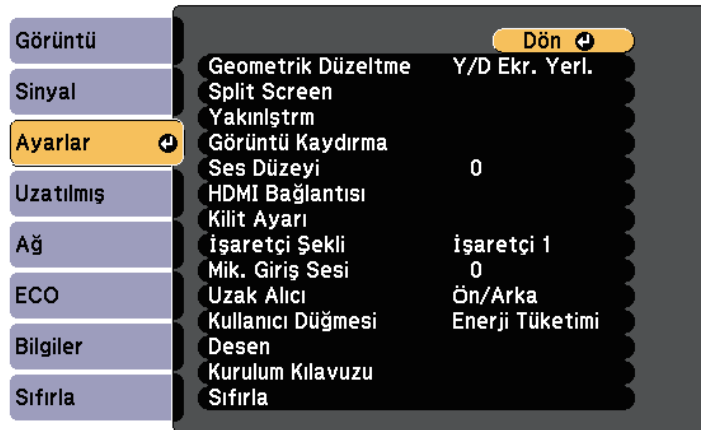 Görüntü
Sinyal
Ayarlar
Uzatılmış
Ağ
ECO
Bilgiler
Sıfırla
Dön
Geometrik Düzeltme Y/D Ekr. Yerl.
Split Screen
Yakınlştrm
Görüntü Kaydırma
Ses Düzeyi 0
HDMI Bağlantısı
Kilit Ayarı
İşaretçi Şekli İşaretçi 1
Mik. Giriş Sesi 0
Uzak Alıcı Ön/Arka
Kullanıcı Düğmesi Enerji Tüketimi
Desen
Kurulum Kılavuzu
Sıfırla